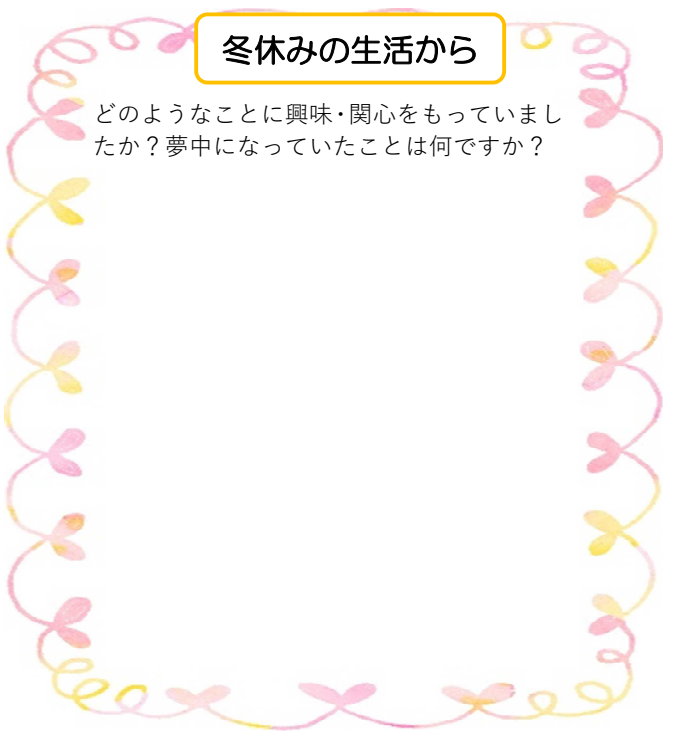 冬休みの生活から
どのようなことに興味・関心をもっていまし
たか？夢中になっていたことは何ですか？